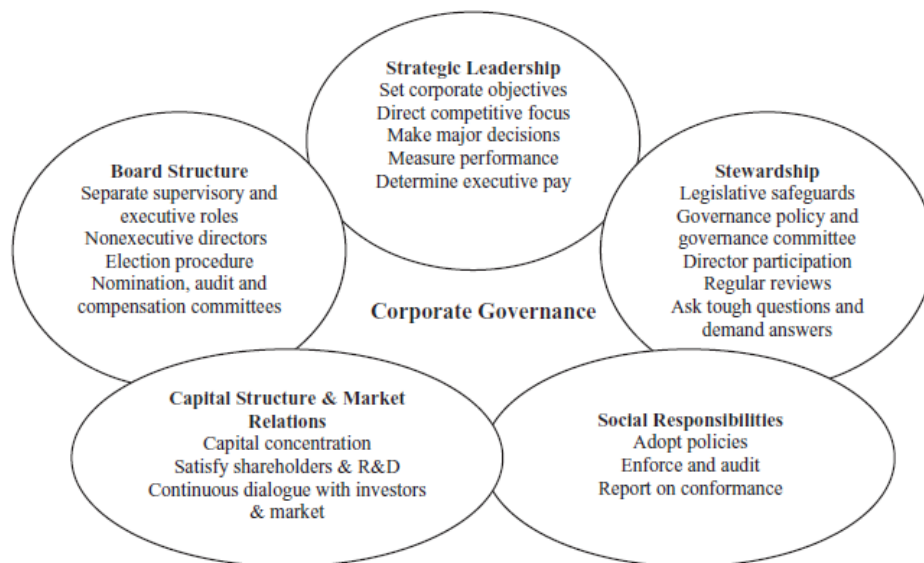 Strategic Leadership
Set corporate objectives
Direct competitive focus
Make major decisions
Measure performance
Determine executive pay
Board Structure
Separate supervisory and
executive roles
Nonexecutive directors
Election procedure
Nomination, audit and
compensation committees
Stewardship
Legislative safeguards
Governance policy and
governance committee
Director participation
Regular reviews
Ask tough questions and
demand answers
Corporate Governance
Capital Structure & Market
Relations
Capital concentration
Satisfy shareholders & R&D
Continuous dialogue with investors
& market
Social Responsibilities
Adopt policies
Enforce and audit
Report on conformance